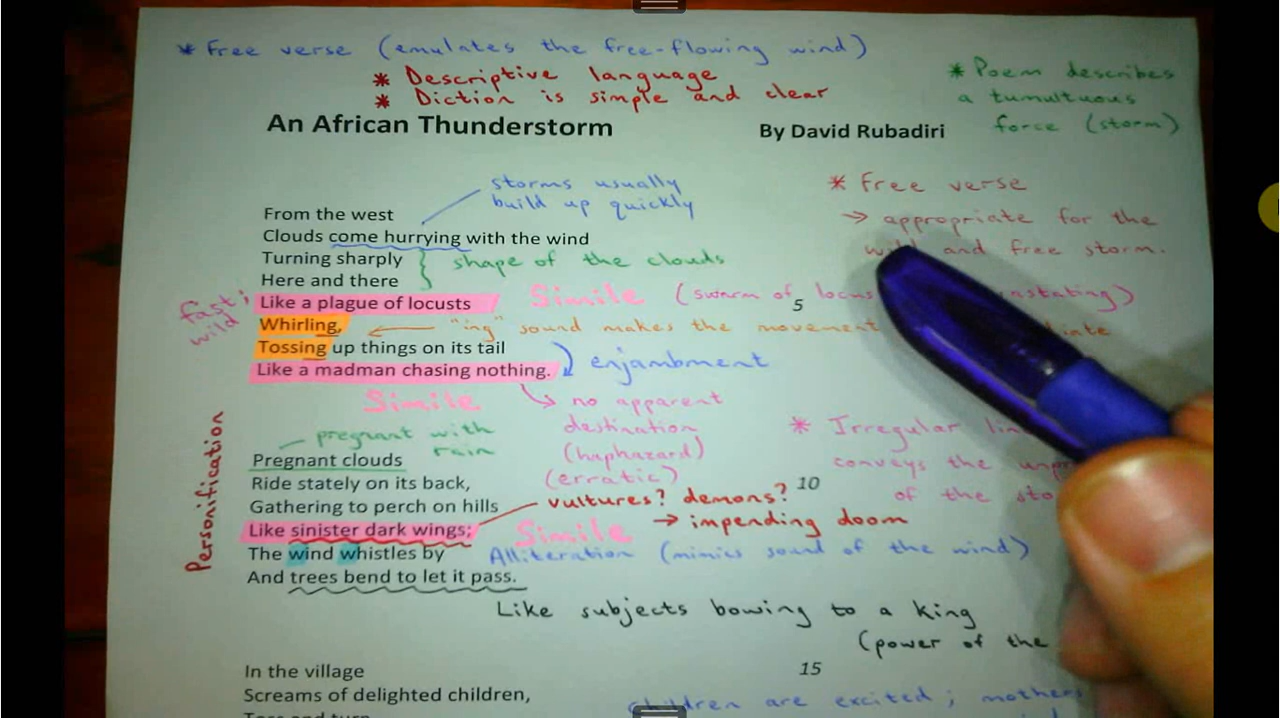 * Free verse (emulates the free-flowing wind)
* Descriptive language
* Diction is simple and clear
* Poem describes
a tumultuous
force (storm)
An African Thunderstorm By David Rubadiri
storms usually
build up quickly
* free verse
→ appropriate for the
wild and free storm.
From the west
Clouds come hurrying with the wind
Turning sharply
Here and there
shape of the clouds
Like a plague of locusts
Simile (swarm of
5
fast;
wild
Whirling,
← "ing" sound makes the movement
Tossing up things on its tail
Like a madman chasing nothing.
enjambment
Simile
→ no apparent
destination
(haphazard)
(erratic)
* Irregular
conveys the
of the
Personification
pregnant with
rain
Pregnant clouds
Ride stately on its back,
10
Gathering to perch on hills
vultures? demons?
→ impending doom
Like sinister dark wings;
Simile
The wind whistles by
Alliteration (mimics sound of the wind)
And trees bend to let it pass.
Like subjects bowing to a king
(power of the
In the village
15
Screams of delighted children,
children are excited; mothers